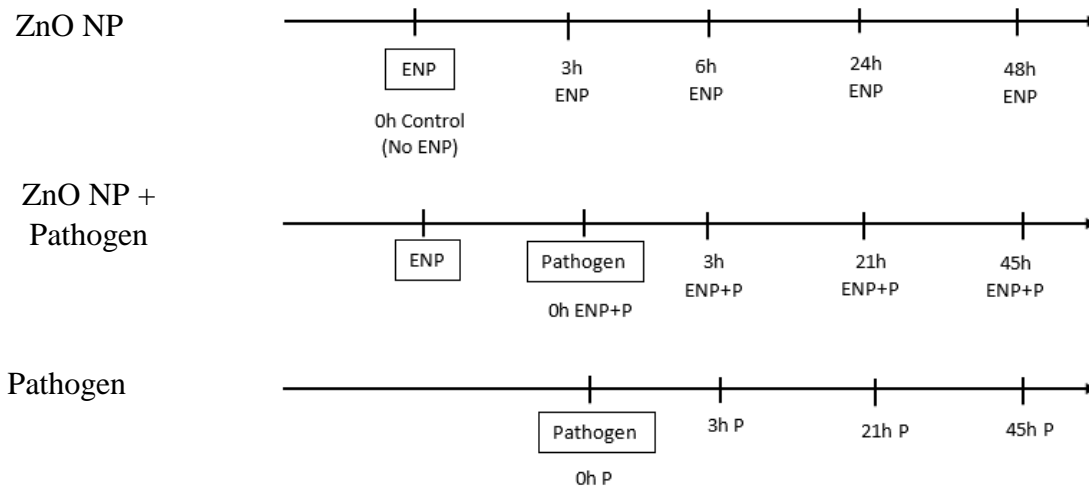 ZnO NP
ENP
3h
ENP
6h
ENP
24h
ENP
48h
ENP
0h Control
(No ENP)
ZnO NP +
Pathogen
ENP
Pathogen
3h
ENP+P
21h
ENP+P
45h
ENP+P
0h ENP+P
Pathogen
Pathogen
3h P
21h P
45h P
0h P